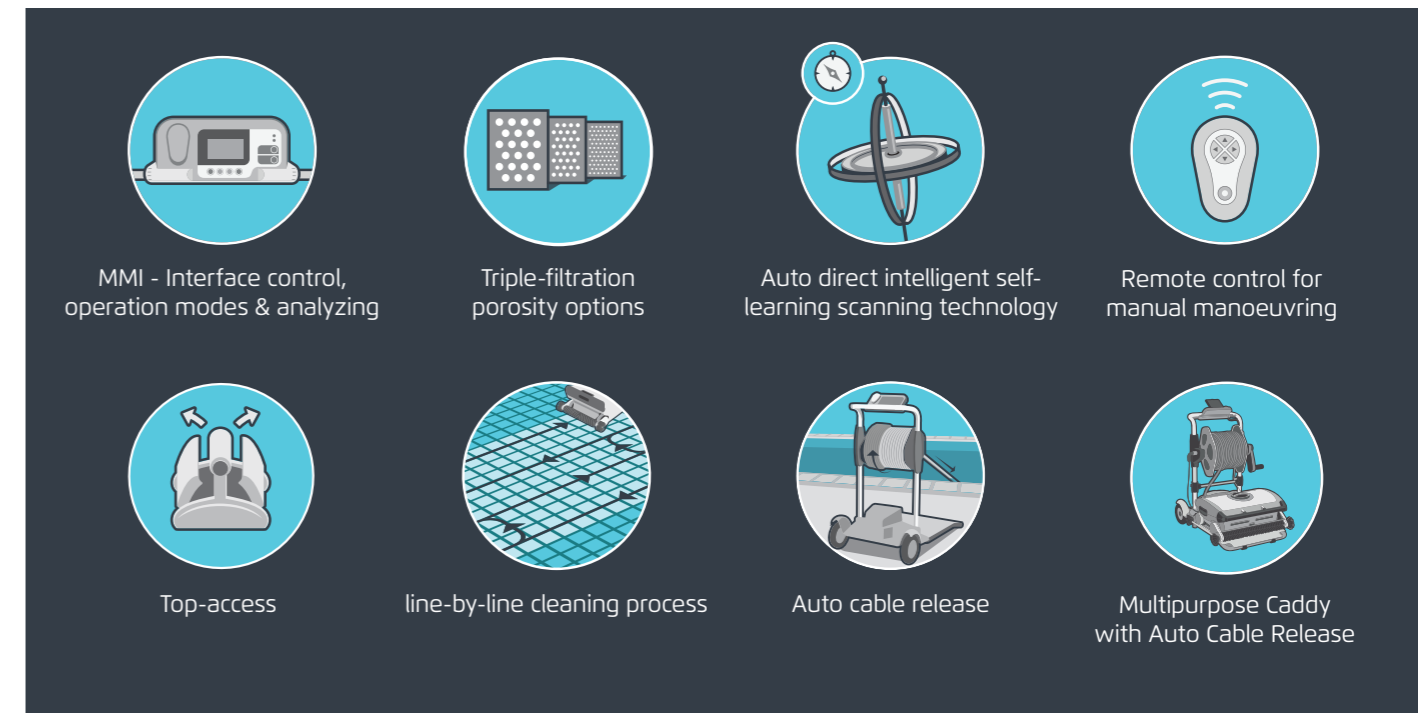 MMI - Interface control,
operation modes & analyzing
Triple-filtration
porosity options
Auto direct intelligent self-
learning scanning technology
Remote control for
manual manoeuvring
Top-access
line-by-line cleaning process
Auto cable release
Multipurpose Caddy
with Auto Cable Release